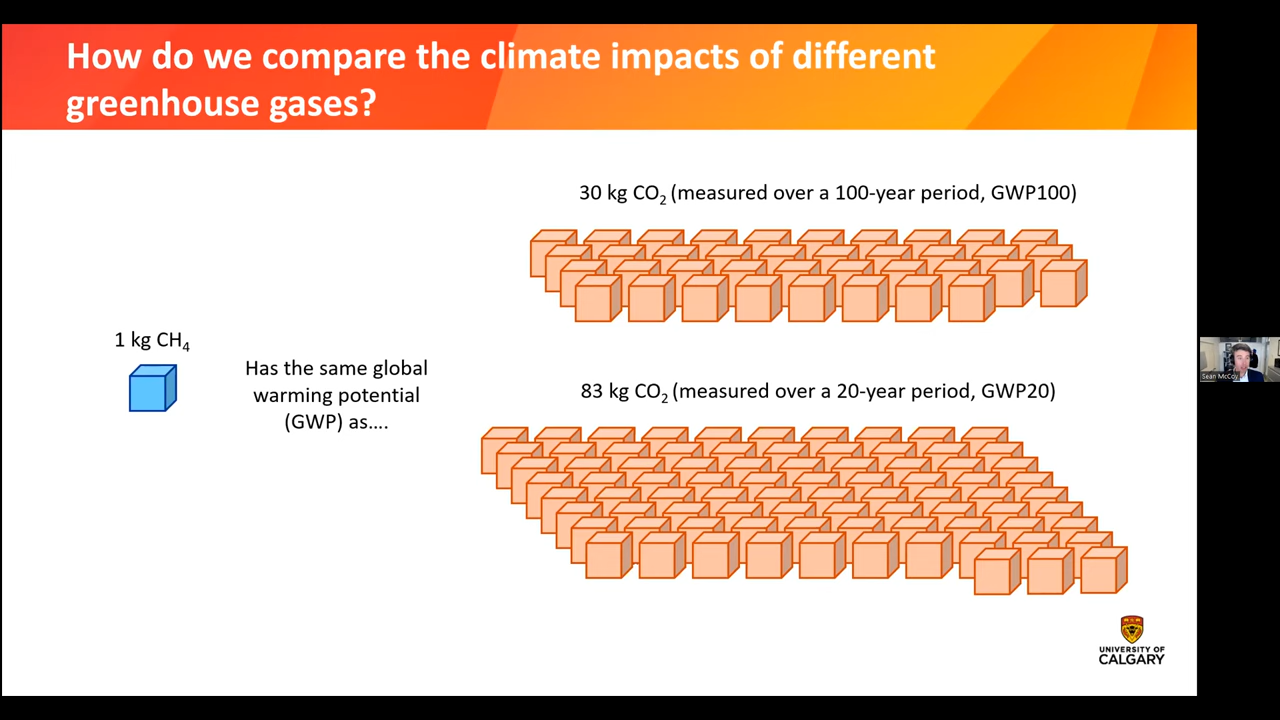 How do we compare the climate impacts of different
greenhouse gases?
30 kg CO₂ (measured over a 100-year period, GWP100)
1 kg CH₄
Has the same global
warming potential
(GWP) as....
83 kg CO₂ (measured over a 20-year period, GWP20)
Sean McCoy
UNIVERSITY OF
CALGARY